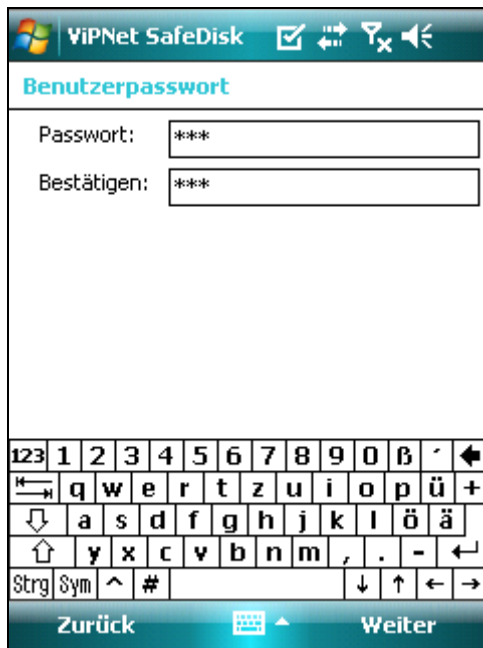 ViPNet SafeDisk
Benutzerpasswort
Passwort: ***
Bestätigen: ***
123 1 2 3 4 5 6 7 8 9 0 ß ´
q w e r t z u i o p ü +
a s d f g h j k l ö ä
y x c v b n m , . -
Strg Sym ^ # ↓ ↑ ← →
Zurück Weiter